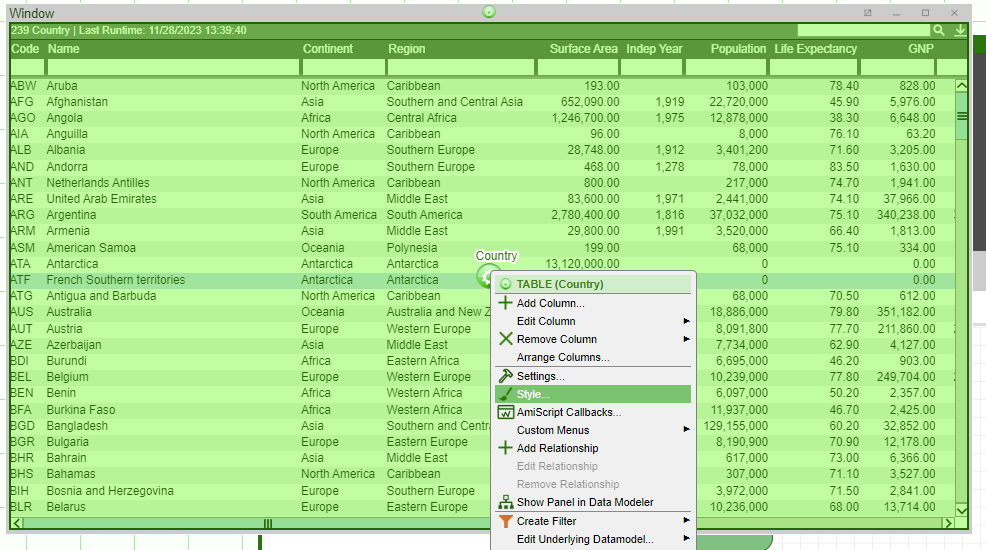 Window
239 Country | Last Runtime: 11/28/2023 13:39:40
Code Name Continent Region Surface Area Indep Year Population Life Expectancy GNP
ABW Aruba North America Caribbean 193.00 103,000 78.40 828.00
AFG Afghanistan Asia Southern and Central Asia 652,090.00 1,919 22,720,000 45.90 5,976.00
AGO Angola Africa Central Africa 1,246,700.00 1,975 12,878,000 38.30 6,648.00
AIA Anguilla North America Caribbean 96.00 8,000 76.10 63.20
ALB Albania Europe Southern Europe 28,748.00 1,912 3,401,200 71.60 3,205.00
AND Andorra Europe Southern Europe 468.00 1,278 78,000 83.50 1,630.00
ANT Netherlands Antilles North America Caribbean 800.00 217,000 74.70 1,941.00
ARE United Arab Emirates Asia Middle East 83,600.00 1,971 2,441,000 74.10 37,966.00
ARG Argentina South America South America 2,780,400.00 1,816 37,032,000 75.10 340,238.00
ARM Armenia Asia Middle East 29,800.00 1,991 3,520,000 66.40 1,813.00
ASM American Samoa Oceania Polynesia 199.00 68,000 75.10 334.00
Country
ATA Antarctica Antarctica Antarctica 13,120,000.00 0 0.00
ATF French Southern territories Antarctica Antarctica 0 0.00
TABLE (Country)
ATG Antigua and Barbuda North America Caribbean 68,000 70.50 612.00
Add Column...
AUS Australia Oceania Australia and New Z 18,886,000 79.80 351,182.00
Edit Column
AUT Austria Europe Western Europe 8,091,800 77.70 211,860.00
Remove Column
AZE Azerbaijan Asia Middle East 7,734,000 62.90 4,127.00
Arrange Columns...
BDI Burundi Africa Eastern Africa 6,695,000 46.20 903.00
Settings...
BEL Belgium Europe Western Europe 10,239,000 77.80 249,704.00
Style...
BEN Benin Africa Western Africa 6,097,000 50.20 2,357.00
AmiScript Callbacks...
BFA Burkina Faso Africa Western Africa 11,937,000 46.70 2,425.00
Custom Menus
BGD Bangladesh Asia Southern and Centr 129,155,000 60.20 32,852.00
Add Relationship
BGR Bulgaria Europe Eastern Europe 8,190,900 70.90 12,178.00
Edit Relationship
BHR Bahrain Asia Middle East 617,000 73.00 6,366.00
Remove Relationship
BHS Bahamas North America Caribbean 307,000 71.10 3,527.00
Show Panel in Data Modeler
BIH Bosnia and Herzegovina Europe Southern Europe 3,972,000 71.50 2,841.00
BLR Belarus Europe Eastern Europe 10,236,000 68.00 13,714.00
Create Filter
Edit Underlying Datamodel...